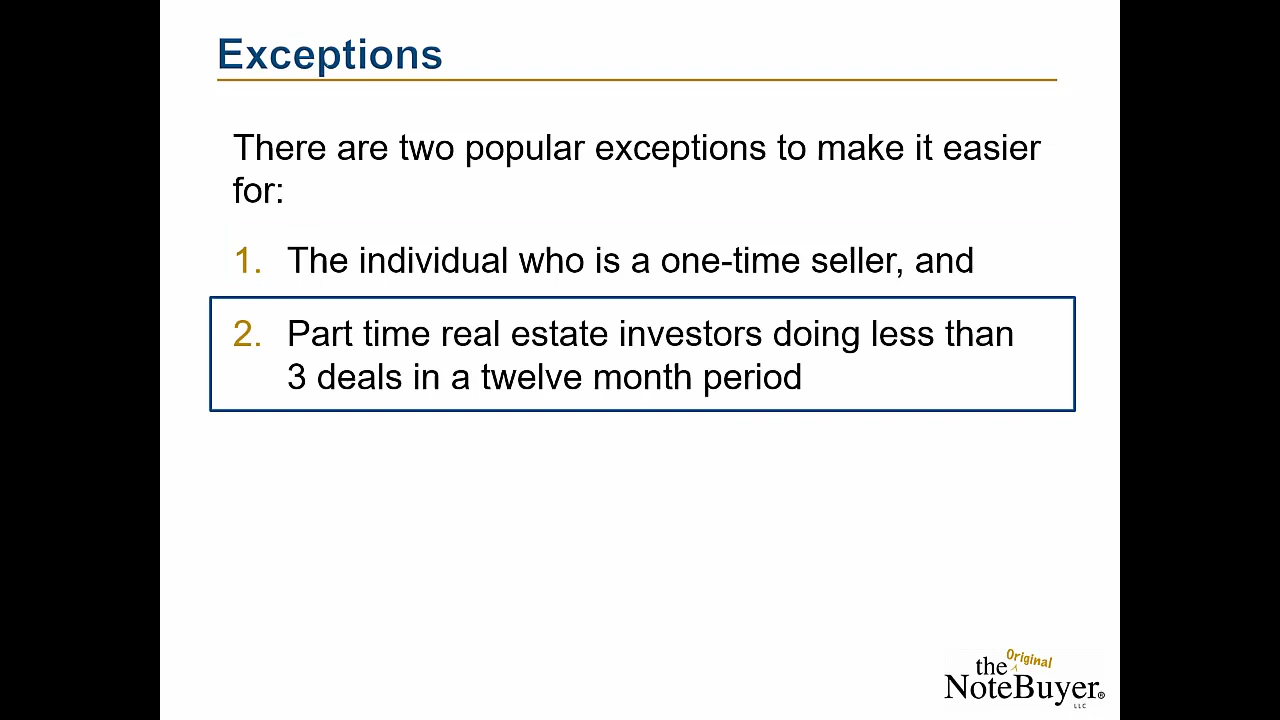 Exceptions
There are two popular exceptions to make it easier
for:
1. The individual who is a one-time seller, and
2. Part time real estate investors doing less than
3 deals in a twelve month period
the Original
NoteBuyer®
LLC